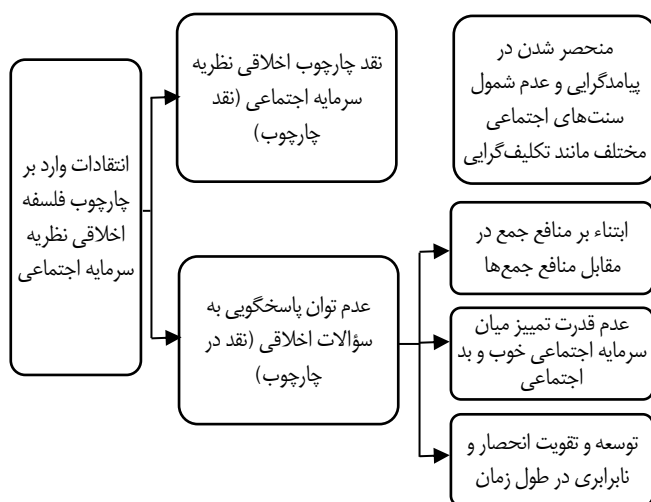 انتقادات وارد بر
چارچوب فلسفه
اخلاقی نظریه
سرمایه اجتماعی
نقد چارچوب اخلاقی نظریه
سرمایه اجتماعی (نقد
چارچوب)
منحصر شدن در
پیامدگرایی و عدم شمول
سنت‌های اجتماعی
مختلف مانند تکلیف‌گرایی
عدم توان پاسخگویی به
سؤالات اخلاقی (نقد در
چارچوب)
ابتناء بر منافع جمع در
مقابل منافع جمع‌ها
عدم قدرت تمییز میان
سرمایه اجتماعی خوب و بد
اجتماعی
توسعه و تقویت انحصار و
نابرابری در طول زمان